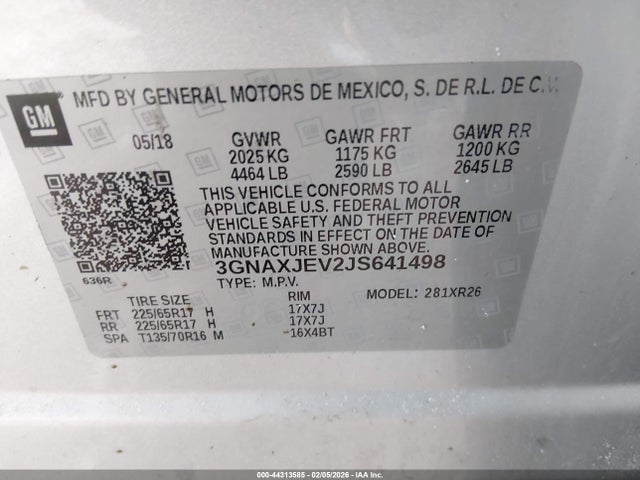 GM
MFD BY GENERAL MOTORS DE MEXICO, S. DE R.L. DE C.V.
05/18 GVWR GAWR FRT GAWR RR
2025 KG 1175 KG 1200 KG
4464 LB 2590 LB 2645 LB
THIS VEHICLE CONFORMS TO ALL
APPLICABLE U.S. FEDERAL MOTOR
VEHICLE SAFETY AND THEFT PREVENTION
STANDARDS IN EFFECT ON THE DATE OF
MANUFACTURE SHOWN ABOVE.
636R 3GNAXJEV2JS641498
TYPE: M.P.V. MODEL: 281XR26
TIRE SIZE RIM
FRT 225/65R17 H 17X7J
RR 225/65R17 H 17X7J
SPA T135/70R16 M 16X4BT
000-44313585 - 02/05/2026 - IAA Inc.